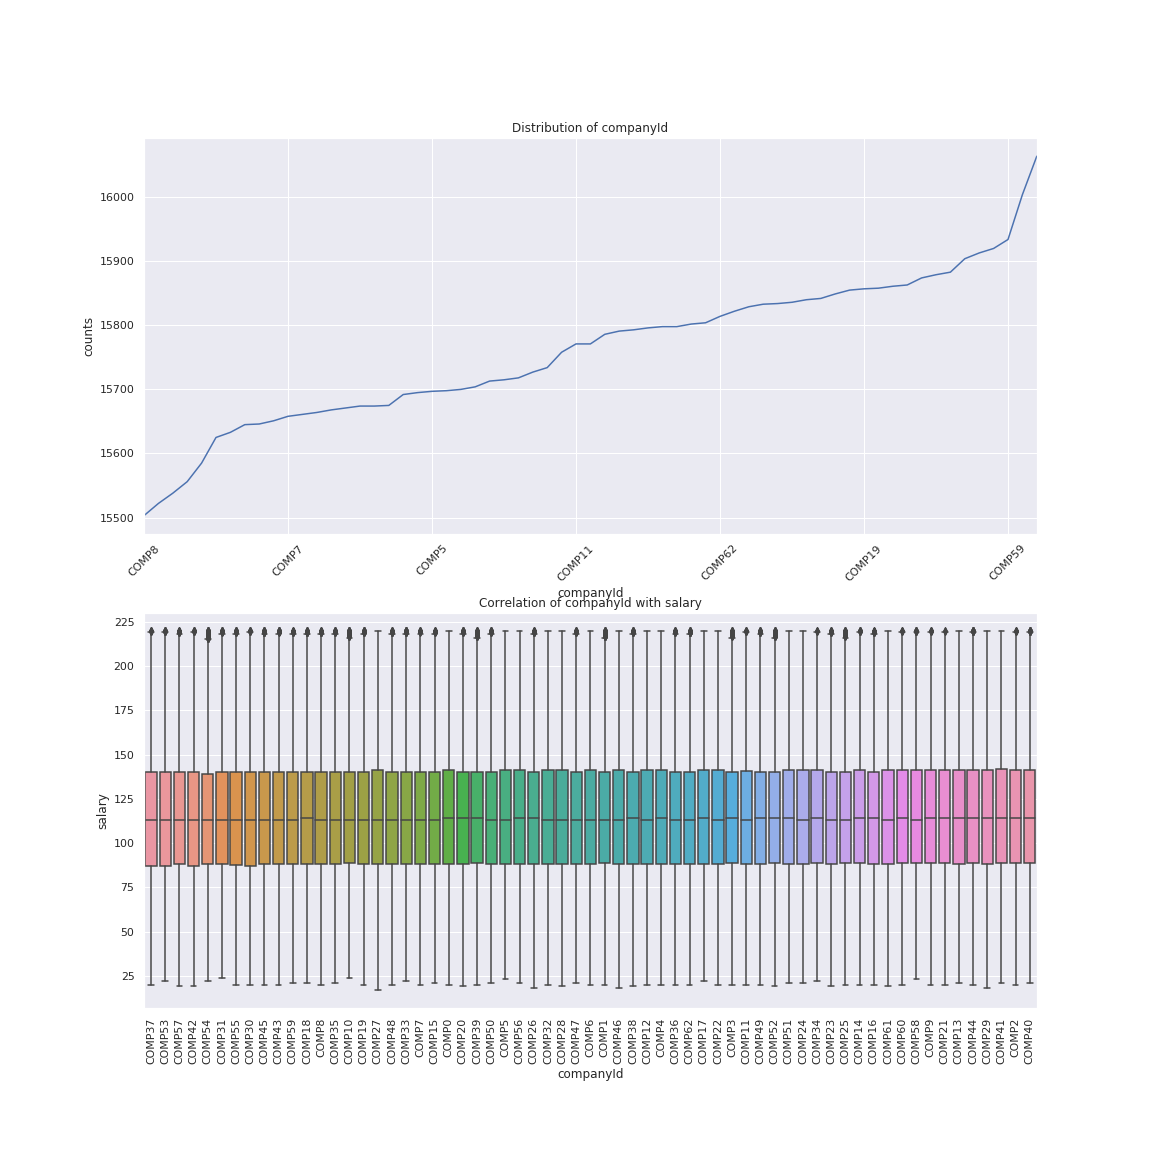 Distribution of companyId
counts
16000
15900
15800
15700
15600
15500
COMP8 COMP7 COMP5 COMP11 COMP62 COMP19 COMP59
companyId
Correlation of companyId with salary
salary
225
200
175
150
125
100
75
50
25
COMP37 COMP53 COMP57 COMP42 COMP54 COMP31 COMP55 COMP30 COMP45 COMP43 COMP59 COMP18 COMP8 COMP35 COMP10 COMP19 COMP27 COMP48 COMP33 COMP7 COMP15 COMP0 COMP20 COMP39 COMP50 COMP5 COMP56 COMP26 COMP32 COMP28 COMP47 COMP6 COMP1 COMP46 COMP38 COMP12 COMP4 COMP36 COMP62 COMP17 COMP22 COMP3 COMP11 COMP49 COMP52 COMP51 COMP24 COMP34 COMP23 COMP25 COMP14 COMP16 COMP61 COMP60 COMP58 COMP9 COMP21 COMP13 COMP44 COMP29 COMP41 COMP2 COMP40
companyId